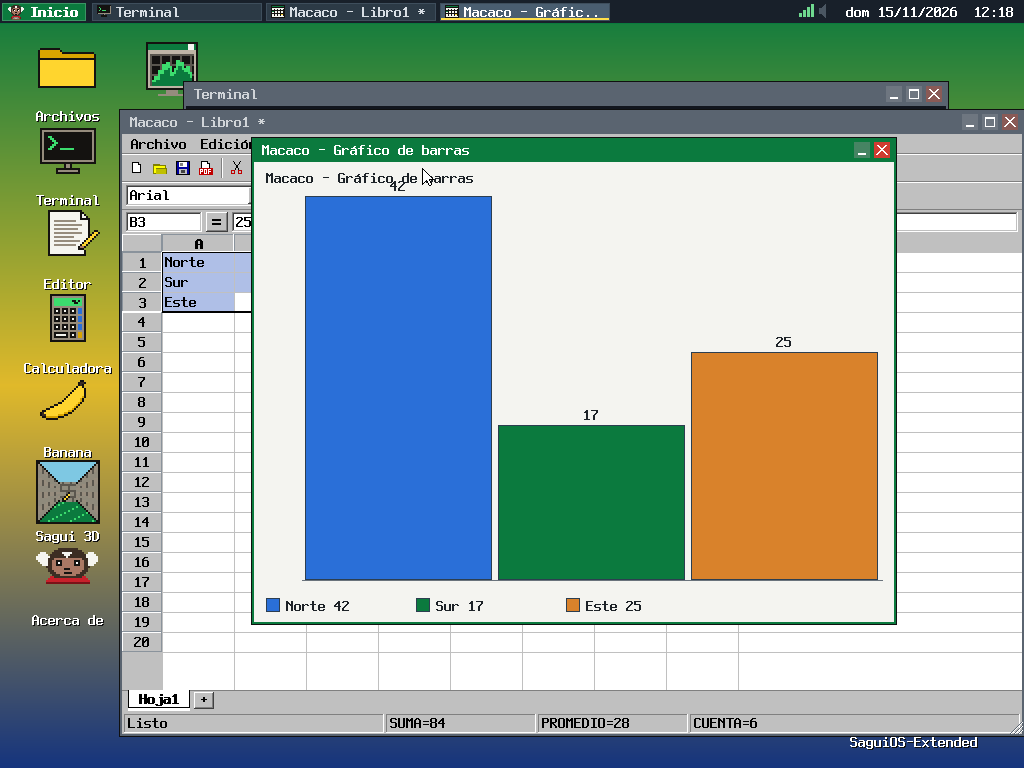 Inicio
Terminal
Macaco - Libro1 *
Macaco - Gráfic..
dom 15/11/2026
12:18
Archivos
Terminal
Editor
Calculadora
Banana
Sagui 3D
Acerca de
Terminal
Macaco - Libro1 *
Archivo
Edición
PDF
Arial
B3
=
25
A
1 Norte
2 Sur
3 Este
4
5
6
7
8
9
10
11
12
13
14
15
16
17
18
19
20
Macaco - Gráfico de barras
Macaco - Gráfico de barras
42
17
25
Norte 42
Sur 17
Este 25
Hoja1
+
Listo
SUMA=84
PROMEDIO=28
CUENTA=6
SaguiOS-Extended